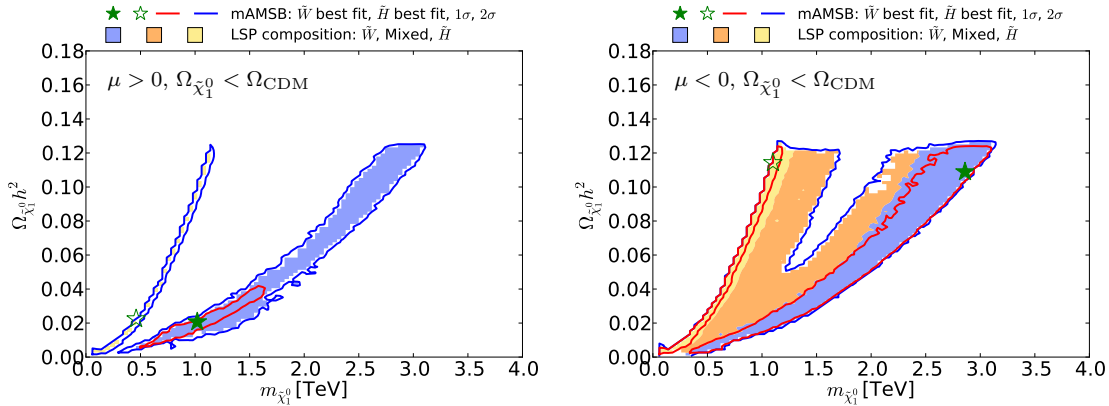 mAMSB: W̃ best fit, H̃ best fit, 1σ, 2σ
LSP composition: W̃, Mixed, H̃
μ > 0, Ω_χ̃₁⁰ < Ω_CDM
0.18
0.16
0.14
0.12
0.10
0.08
0.06
0.04
0.02
0.00
Ω_χ̃₁⁰ h²
0.0 0.5 1.0 1.5 2.0 2.5 3.0 3.5 4.0
m_χ̃₁⁰ [TeV]
mAMSB: W̃ best fit, H̃ best fit, 1σ, 2σ
LSP composition: W̃, Mixed, H̃
μ < 0, Ω_χ̃₁⁰ < Ω_CDM
0.18
0.16
0.14
0.12
0.10
0.08
0.06
0.04
0.02
0.00
Ω_χ̃₁⁰ h²
0.0 0.5 1.0 1.5 2.0 2.5 3.0 3.5 4.0
m_χ̃₁⁰ [TeV]